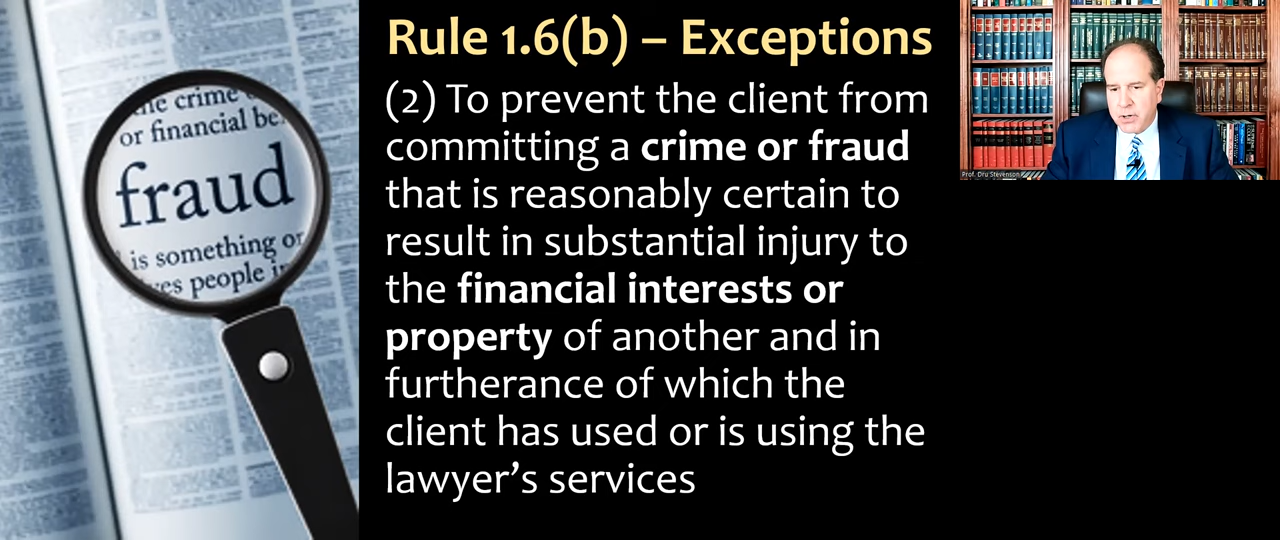 the crime
or financial be
fraud
is something or
ves people i
Rule 1.6(b) – Exceptions
(2) To prevent the client from
committing a crime or fraud
that is reasonably certain to
result in substantial injury to
the financial interests or
property of another and in
furtherance of which the
client has used or is using the
lawyer’s services
Prof. Dru Stevenson